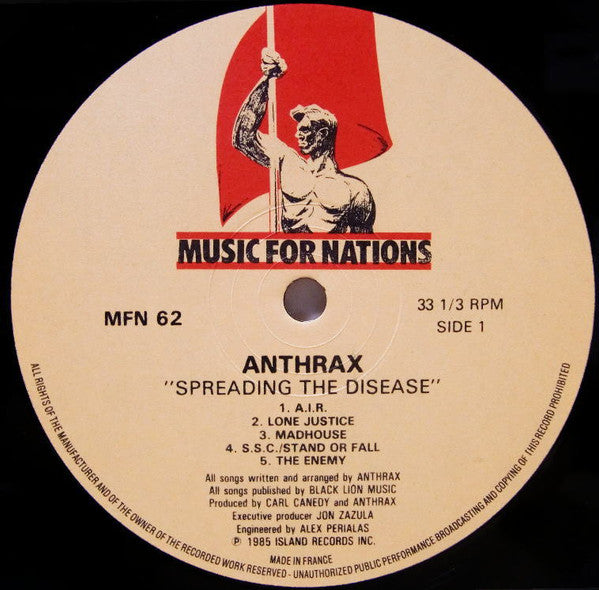 MUSIC FOR NATIONS
MFN 62
33 1/3 RPM
SIDE 1
ANTHRAX
"SPREADING THE DISEASE"
1. A.I.R.
2. LONE JUSTICE
3. MADHOUSE
4. S.S.C./STAND OR FALL
5. THE ENEMY
All songs written and arranged by ANTHRAX
All songs published by BLACK LION MUSIC
Produced by CARL CANEDY and ANTHRAX
Executive producer JON ZAZULA
Engineered by ALEX PERIALAS
℗ 1985 ISLAND RECORDS INC.
MADE IN FRANCE
ALL RIGHTS OF THE MANUFACTURER AND OF THE OWNER OF THE RECORDED WORK RESERVED - UNAUTHORIZED PUBLIC PERFORMANCE, BROADCASTING AND COPYING OF THIS RECORD PROHIBITED